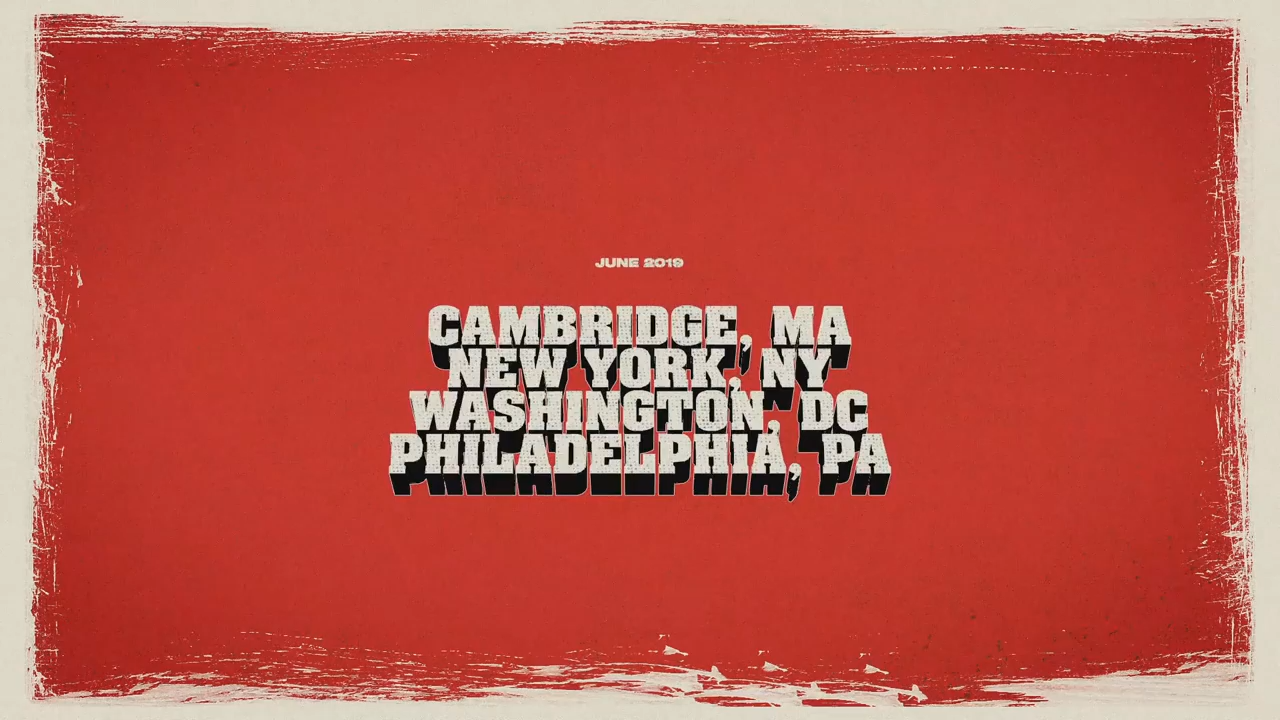 JUNE 2019
CAMBRIDGE, MA
NEW YORK, NY
WASHINGTON, DC
PHILADELPHIA, PA